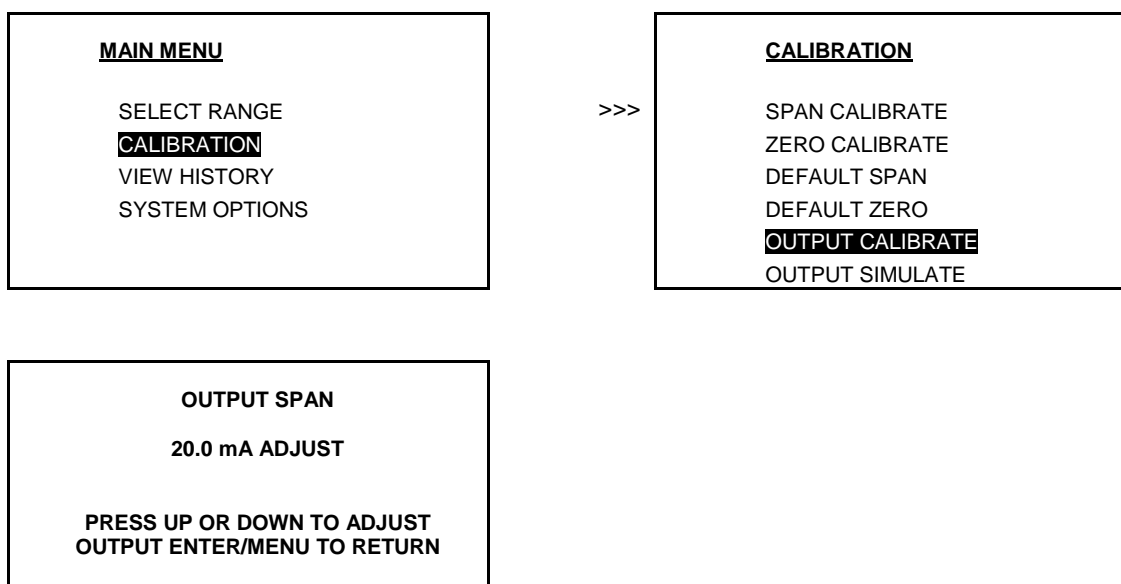 MAIN MENU
SELECT RANGE
CALIBRATION
VIEW HISTORY
SYSTEM OPTIONS
>>>
CALIBRATION
SPAN CALIBRATE
ZERO CALIBRATE
DEFAULT SPAN
DEFAULT ZERO
OUTPUT CALIBRATE
OUTPUT SIMULATE
OUTPUT SPAN
20.0 mA ADJUST
PRESS UP OR DOWN TO ADJUST
OUTPUT ENTER/MENU TO RETURN